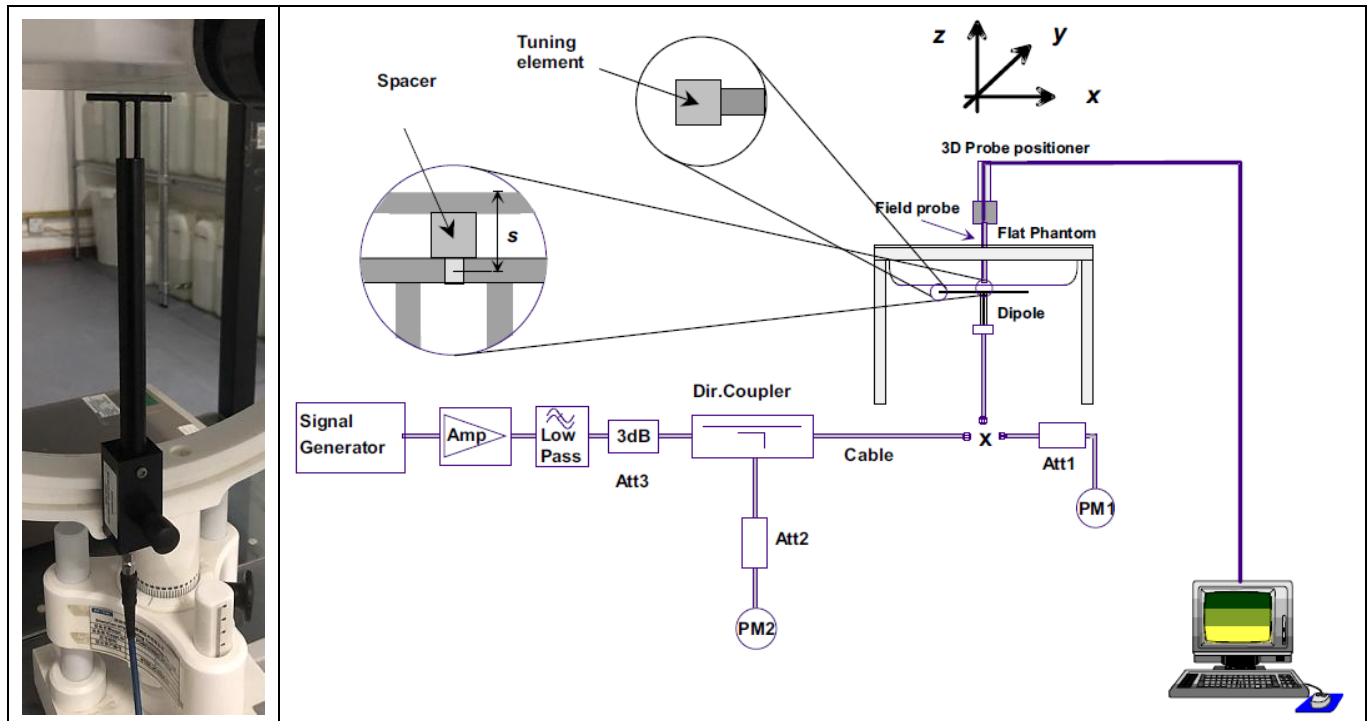 Tuning
element
Spacer
s
z
y
x
3D Probe positioner
Field probe
Flat Phantom
Dipole
Signal
Generator
Amp
Low
Pass
3dB
Att3
Dir.Coupler
Cable
x
Att1
PM1
Att2
PM2